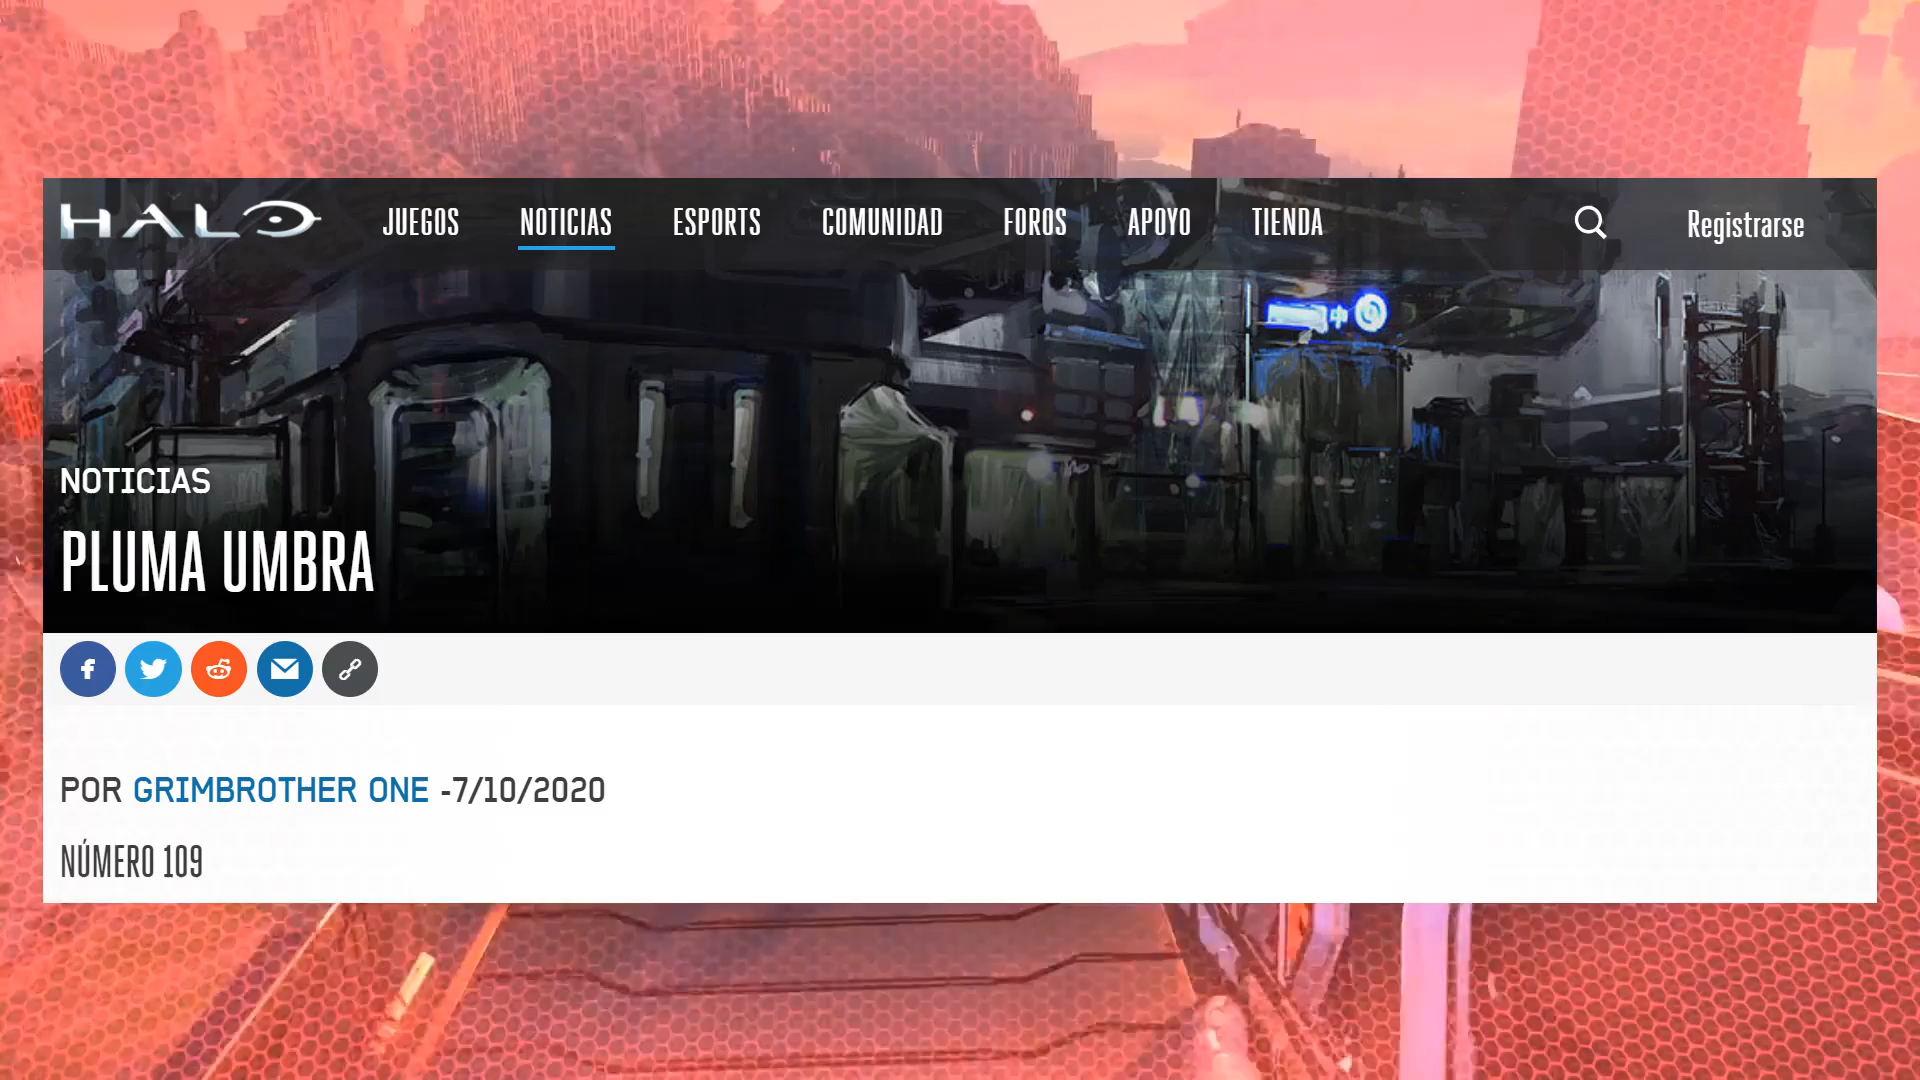 HALO JUEGOS NOTICIAS ESPORTS COMUNIDAD FOROS APOYO TIENDA Registrarse
NOTICIAS
PLUMA UMBRA
POR GRIMBROTHER ONE -7/10/2020
NÚMERO 109